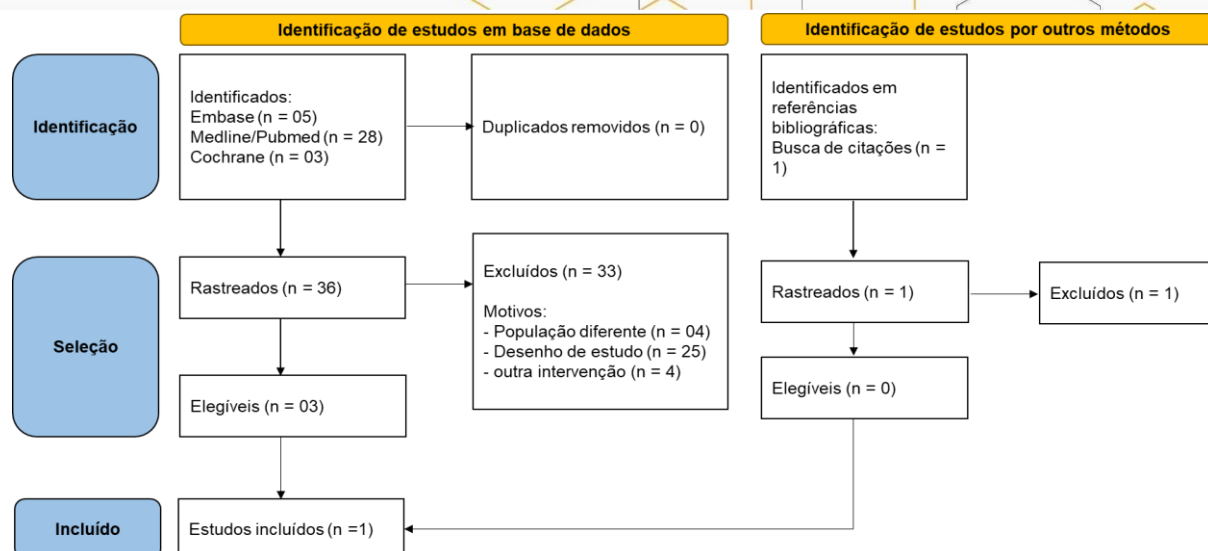 Identificação de estudos em base de dados
Identificação de estudos por outros métodos
Identificação
Identificados:
Embase (n = 05)
Medline/Pubmed (n = 28)
Cochrane (n = 03)
Duplicados removidos (n = 0)
Identificados em
referências
bibliográficas:
Busca de citações (n =
1)
Seleção
Rastreados (n = 36)
Excluídos (n = 33)
Motivos:
- População diferente (n = 04)
- Desenho de estudo (n = 25)
- outra intervenção (n = 4)
Rastreados (n = 1)
Excluídos (n = 1)
Elegíveis (n = 03)
Elegíveis (n = 0)
Incluído
Estudos incluídos (n =1)